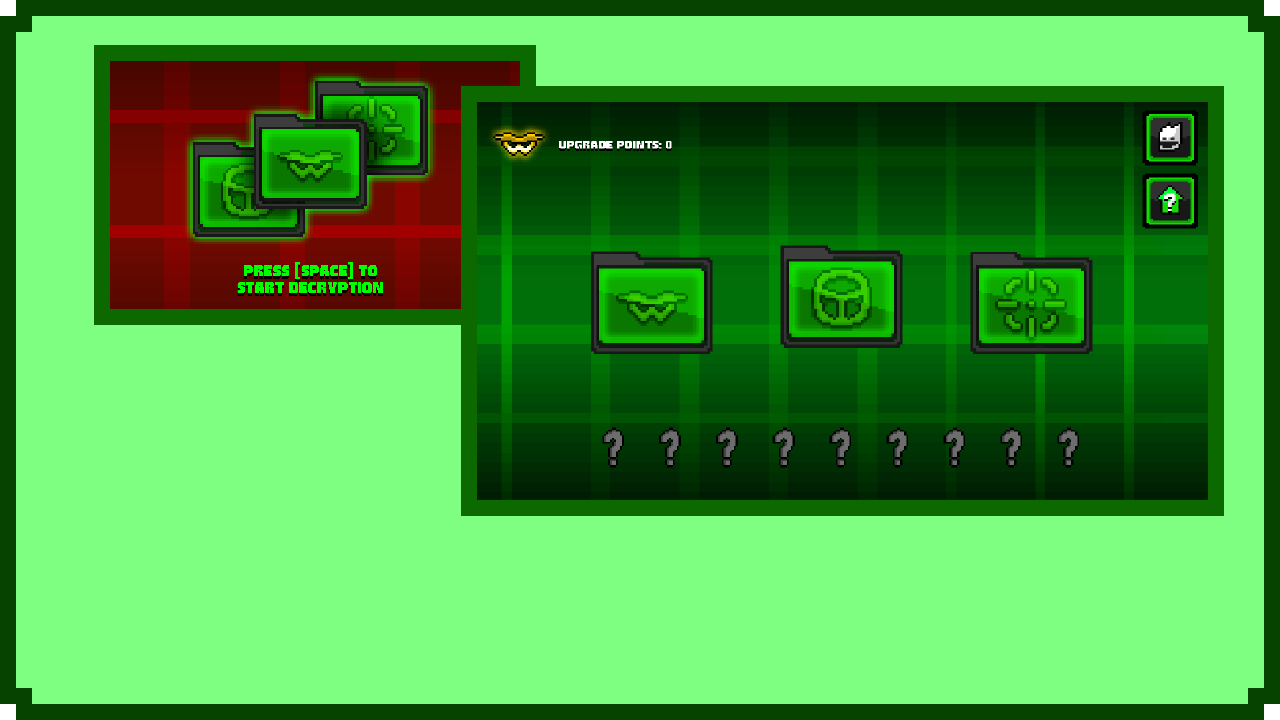 PRESS [SPACE] TO
START DECRYPTION
UPGRADE POINTS: 0
?
? ? ? ? ? ? ? ? ?